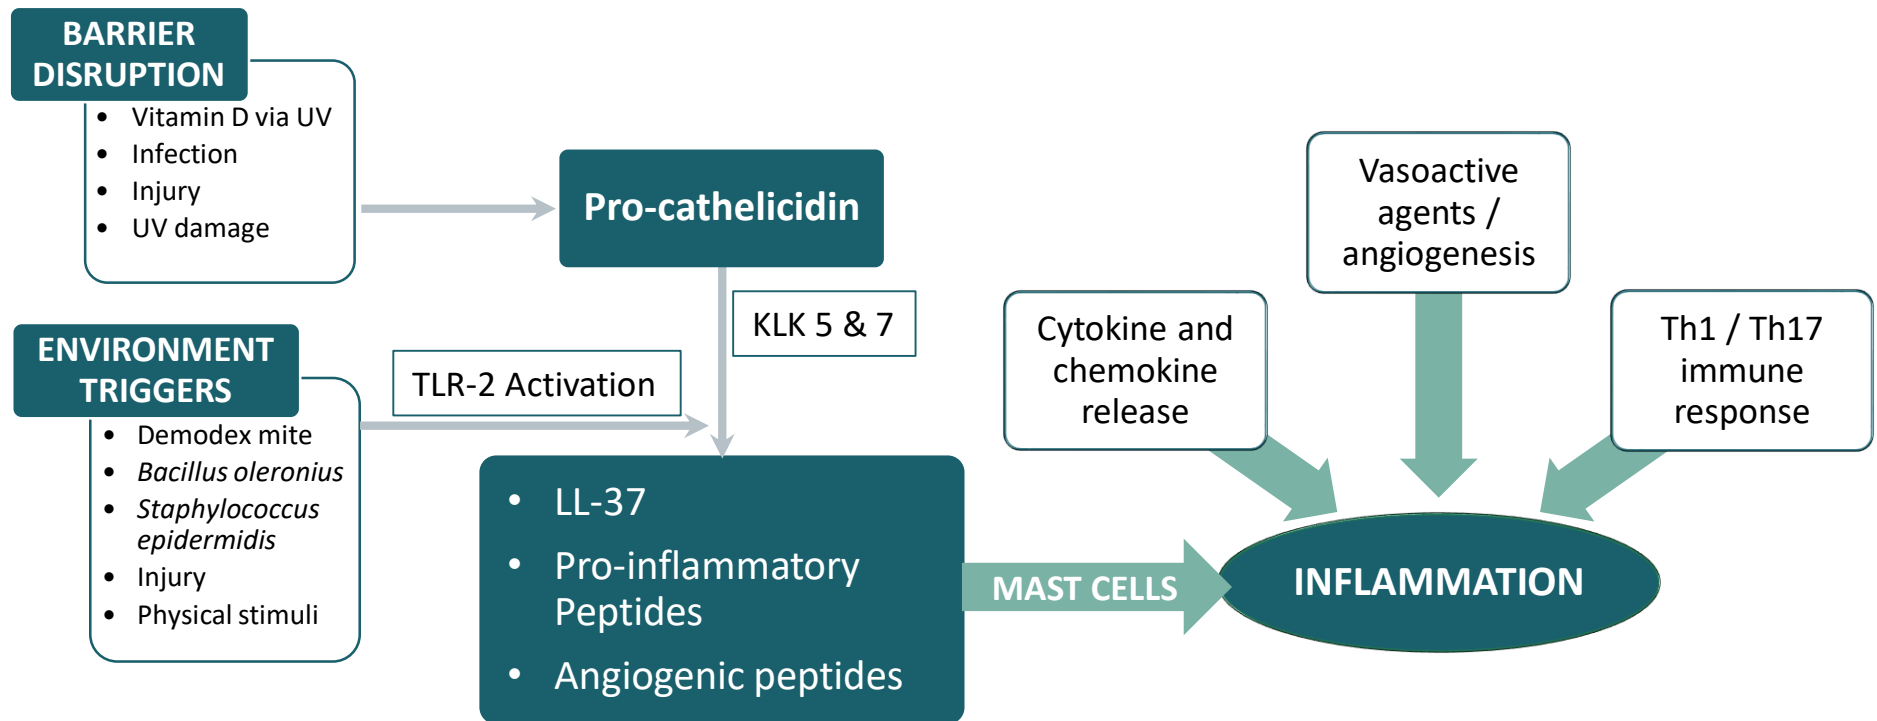 BARRIER
DISRUPTION
• Vitamin D via UV
• Infection
• Injury
• UV damage
Pro-cathelicidin
KLK 5 & 7
ENVIRONMENT
TRIGGERS
• Demodex mite
• Bacillus oleronius
• Staphylococcus
epidermidis
• Injury
• Physical stimuli
TLR-2 Activation
• LL-37
• Pro-inflammatory
Peptides
• Angiogenic peptides
MAST CELLS
Cytokine and
chemokine
release
Vasoactive
agents /
angiogenesis
Th1 / Th17
immune
response
INFLAMMATION